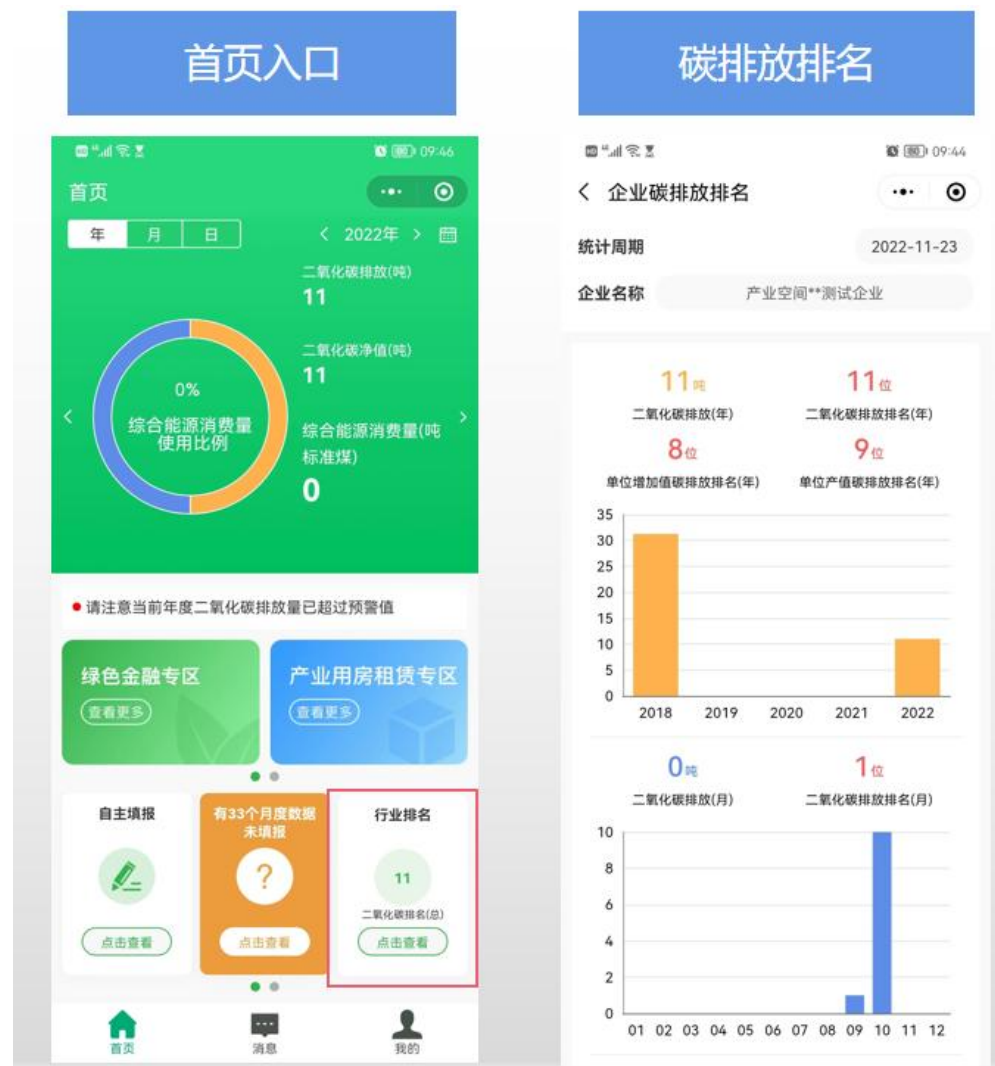 首页入口
碳排放排名
09:46
首页
年 月 日
2022年
二氧化碳排放(吨)
11
二氧化碳净值(吨)
11
0%
综合能源消费量
使用比例
综合能源消费量(吨
标准煤)
0
请注意当前年度二氧化碳排放量已超过预警值
绿色金融专区
查看更多
产业用房租赁专区
查看更多
自主填报
点击查看
有33个月度数据
未填报
?
点击查看
行业排名
11
二氧化碳排名(总)
点击查看
首页 消息 我的
09:44
企业碳排放排名
统计周期 2022-11-23
企业名称 产业空间**测试企业
11吨 11位
二氧化碳排放(年) 二氧化碳排放排名(年)
8位 9位
单位增加值碳排放排名(年) 单位产值碳排放排名(年)
35
30
25
20
15
10
5
0
2018 2019 2020 2021 2022
0吨 1位
二氧化碳排放(月) 二氧化碳排放排名(月)
10
8
6
4
2
0
01 02 03 04 05 06 07 08 09 10 11 12